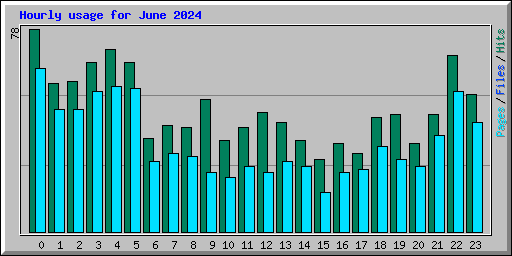 Hourly usage for June 2024
78
Pages/Files/Hits
0 1 2 3 4 5 6 7 8 9 10 11 12 13 14 15 16 17 18 19 20 21 22 23